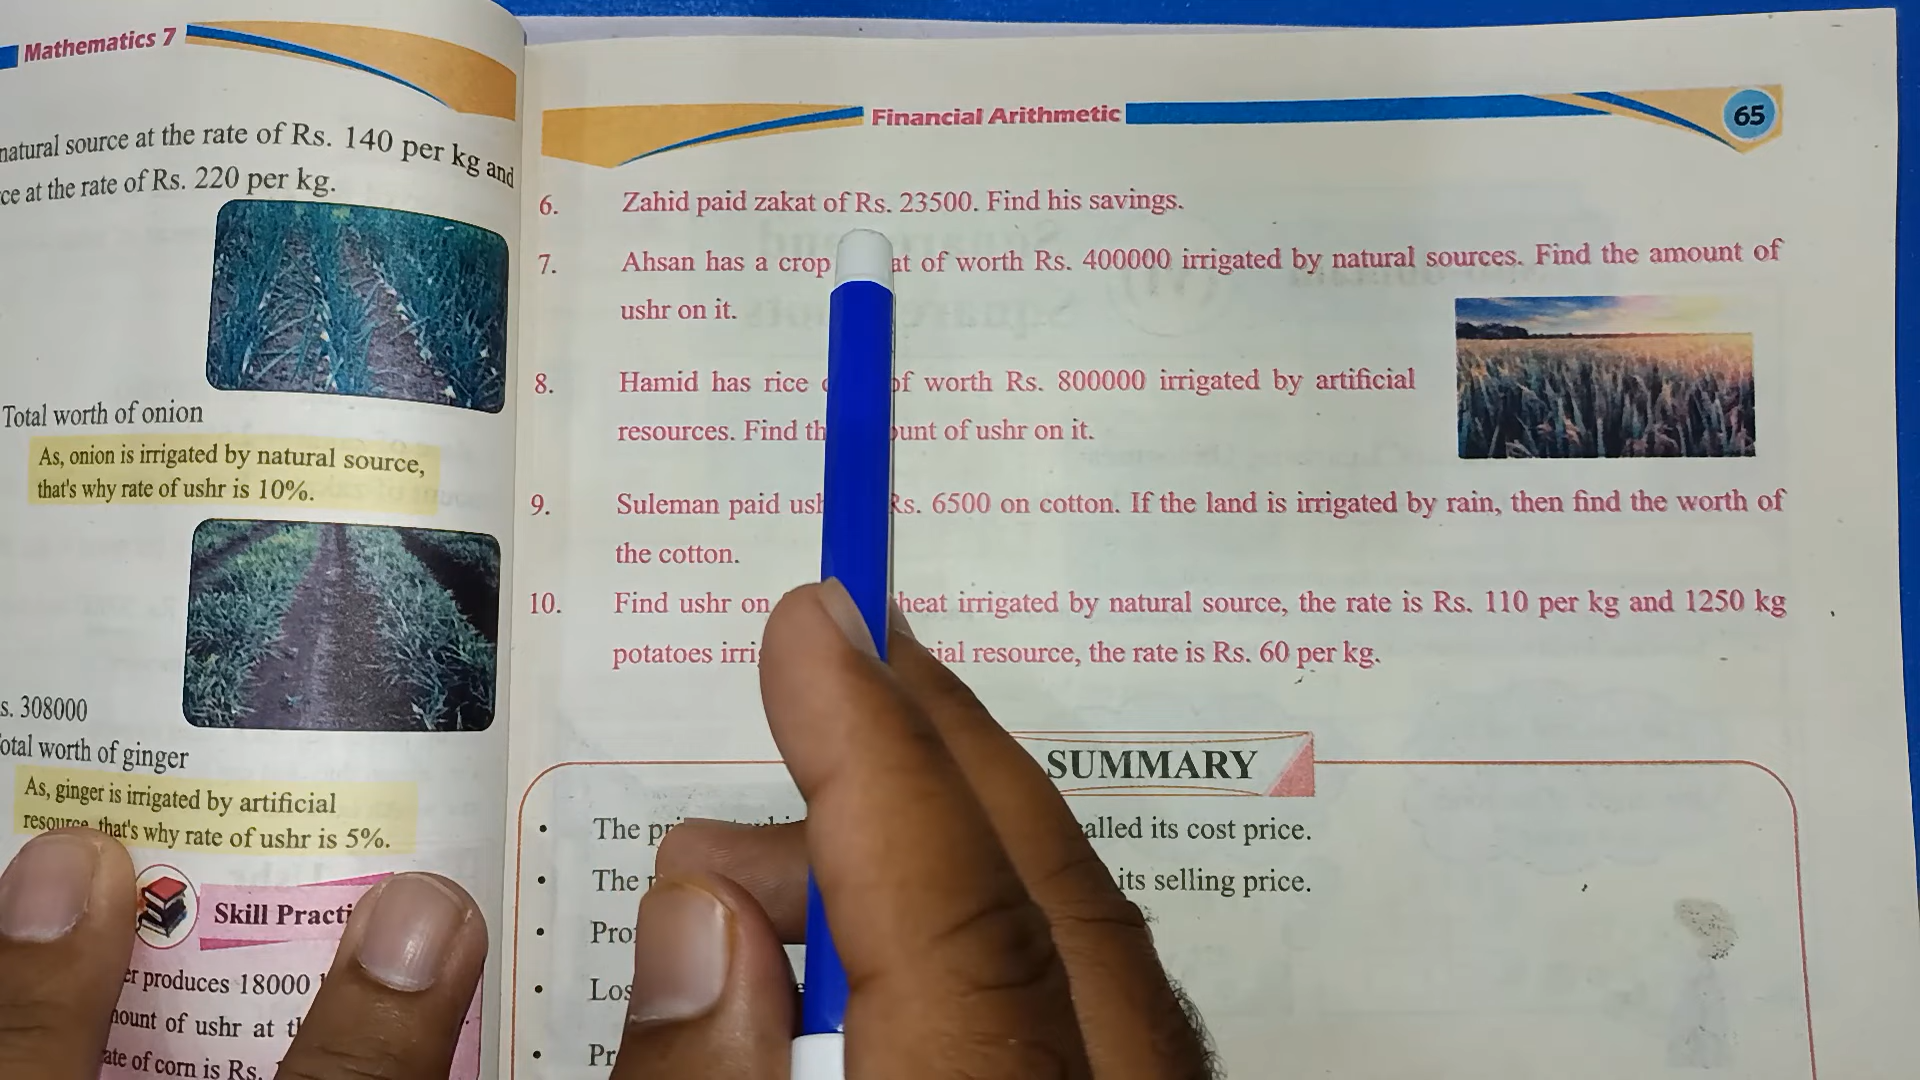 Mathematics 7
natural source at the rate of Rs. 140 per kg and
ce at the rate of Rs. 220 per kg.
Total worth of onion
As, onion is irrigated by natural source,
that's why rate of ushr is 10%.
s. 308000
otal worth of ginger
As, ginger is irrigated by artificial
resource that's why rate of ushr is 5%.
Skill Practi
er produces 18000
ount of ushr at t
ate of corn is Rs.
Financial Arithmetic
65
6. Zahid paid zakat of Rs. 23500. Find his savings.
7. Ahsan has a crop at of worth Rs. 400000 irrigated by natural sources. Find the amount of
ushr on it.
8. Hamid has rice of worth Rs. 800000 irrigated by artificial
resources. Find th ount of ushr on it.
9. Suleman paid ush Rs. 6500 on cotton. If the land is irrigated by rain, then find the worth of
the cotton.
10. Find ushr on heat irrigated by natural source, the rate is Rs. 110 per kg and 1250 kg
potatoes irrig ial resource, the rate is Rs. 60 per kg.
SUMMARY
• The pri alled its cost price.
• The its selling price.
• Pro
• Los
• Pr